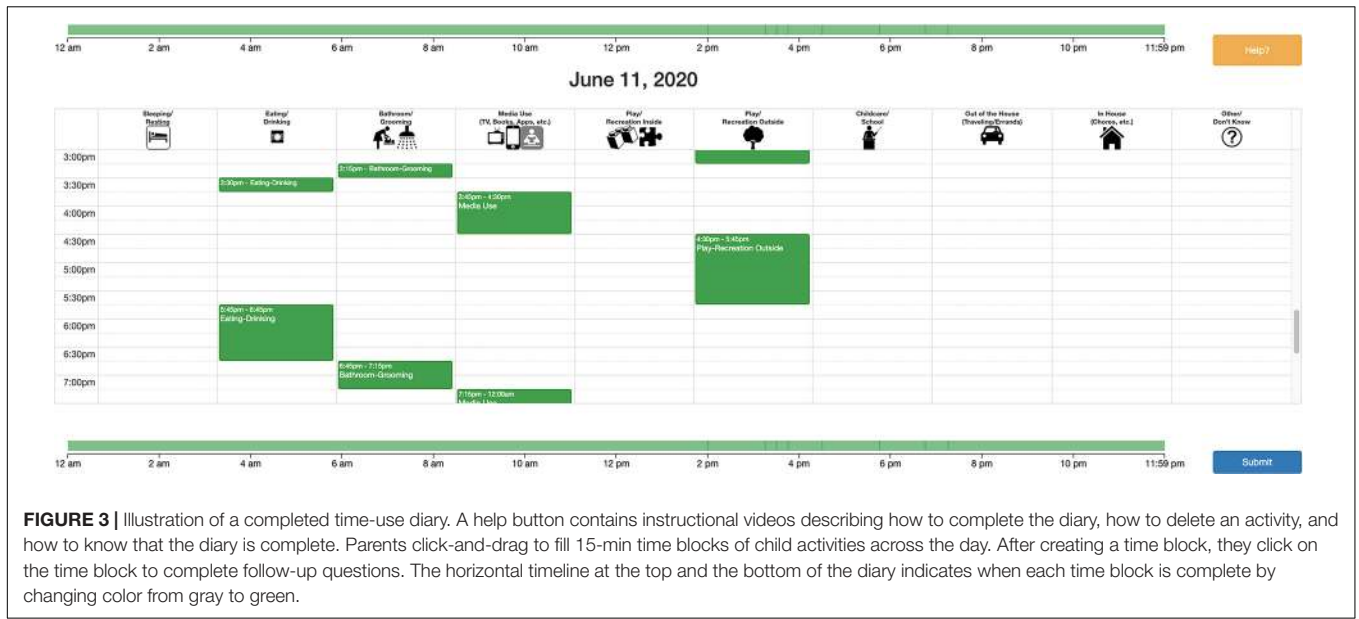 12 am 2 am 4 am 6 am 8 am 10 am 12 pm 2 pm 4 pm 6 pm 8 pm 10 pm 11:59 pm
Help?
June 11, 2020
Sleeping/
Resting
Eating/
Drinking
Bathroom/
Grooming
Media Use
(TV, Books, Apps, etc.)
Play/
Recreation Inside
Play/
Recreation Outside
Childcare/
School
Out of the House
(Traveling/Errands)
In House
(Chores, etc.)
Other/
Don't Know
3:00pm
3:15pm - Bathroom-Grooming
3:30pm
3:30pm - Eating-Drinking
3:45pm - 4:30pm
Media Use
4:00pm
4:30pm
4:30pm - 5:45pm
Play-Recreation Outside
5:00pm
5:30pm
5:45pm - 6:45pm
Eating-Drinking
6:00pm
6:30pm
6:45pm - 7:15pm
Bathroom-Grooming
7:00pm
7:15pm - 12:00am
Media Use
12 am 2 am 4 am 6 am 8 am 10 am 12 pm 2 pm 4 pm 6 pm 8 pm 10 pm 11:59 pm
Submit
FIGURE 3 | Illustration of a completed time-use diary. A help button contains instructional videos describing how to complete the diary, how to delete an activity, and
how to know that the diary is complete. Parents click-and-drag to fill 15-min time blocks of child activities across the day. After creating a time block, they click on
the time block to complete follow-up questions. The horizontal timeline at the top and the bottom of the diary indicates when each time block is complete by
changing color from gray to green.